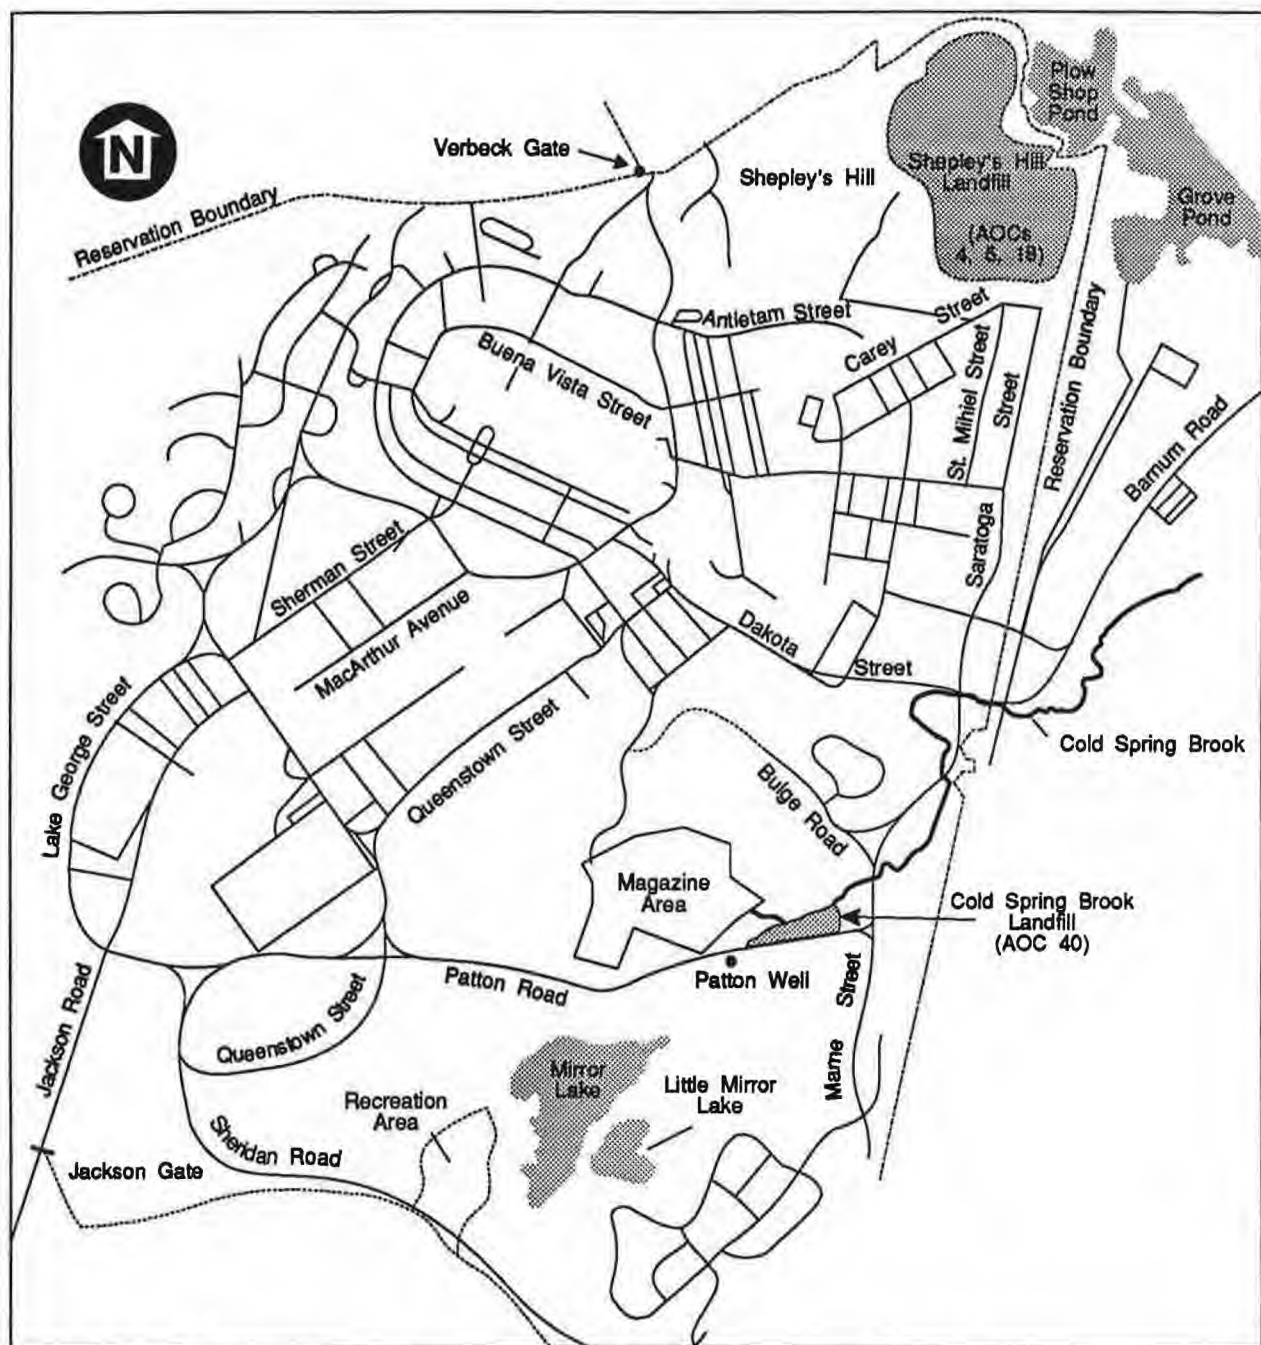 N
Verbeck Gate
Reservation Boundary
Plow
Shop
Pond
Shepley's Hill
Shepley's Hill
Landfill
(AOCs
4, 5, 18)
Grove
Pond
Antietam Street
Carey Street
Buena Vista Street
St. Mihiel Street
Saratoga Street
Reservation Boundary
Barnum Road
Sherman Street
MacArthur Avenue
Dakota Street
Lake George Street
Queenstown Street
Cold Spring Brook
Bulge Road
Magazine
Area
Cold Spring Brook
Landfill
(AOC 40)
Patton Road
Patton Well
Marne Street
Jackson Road
Queenstown Street
Mirror
Lake
Little Mirror
Lake
Recreation
Area
Sheridan Road
Jackson Gate